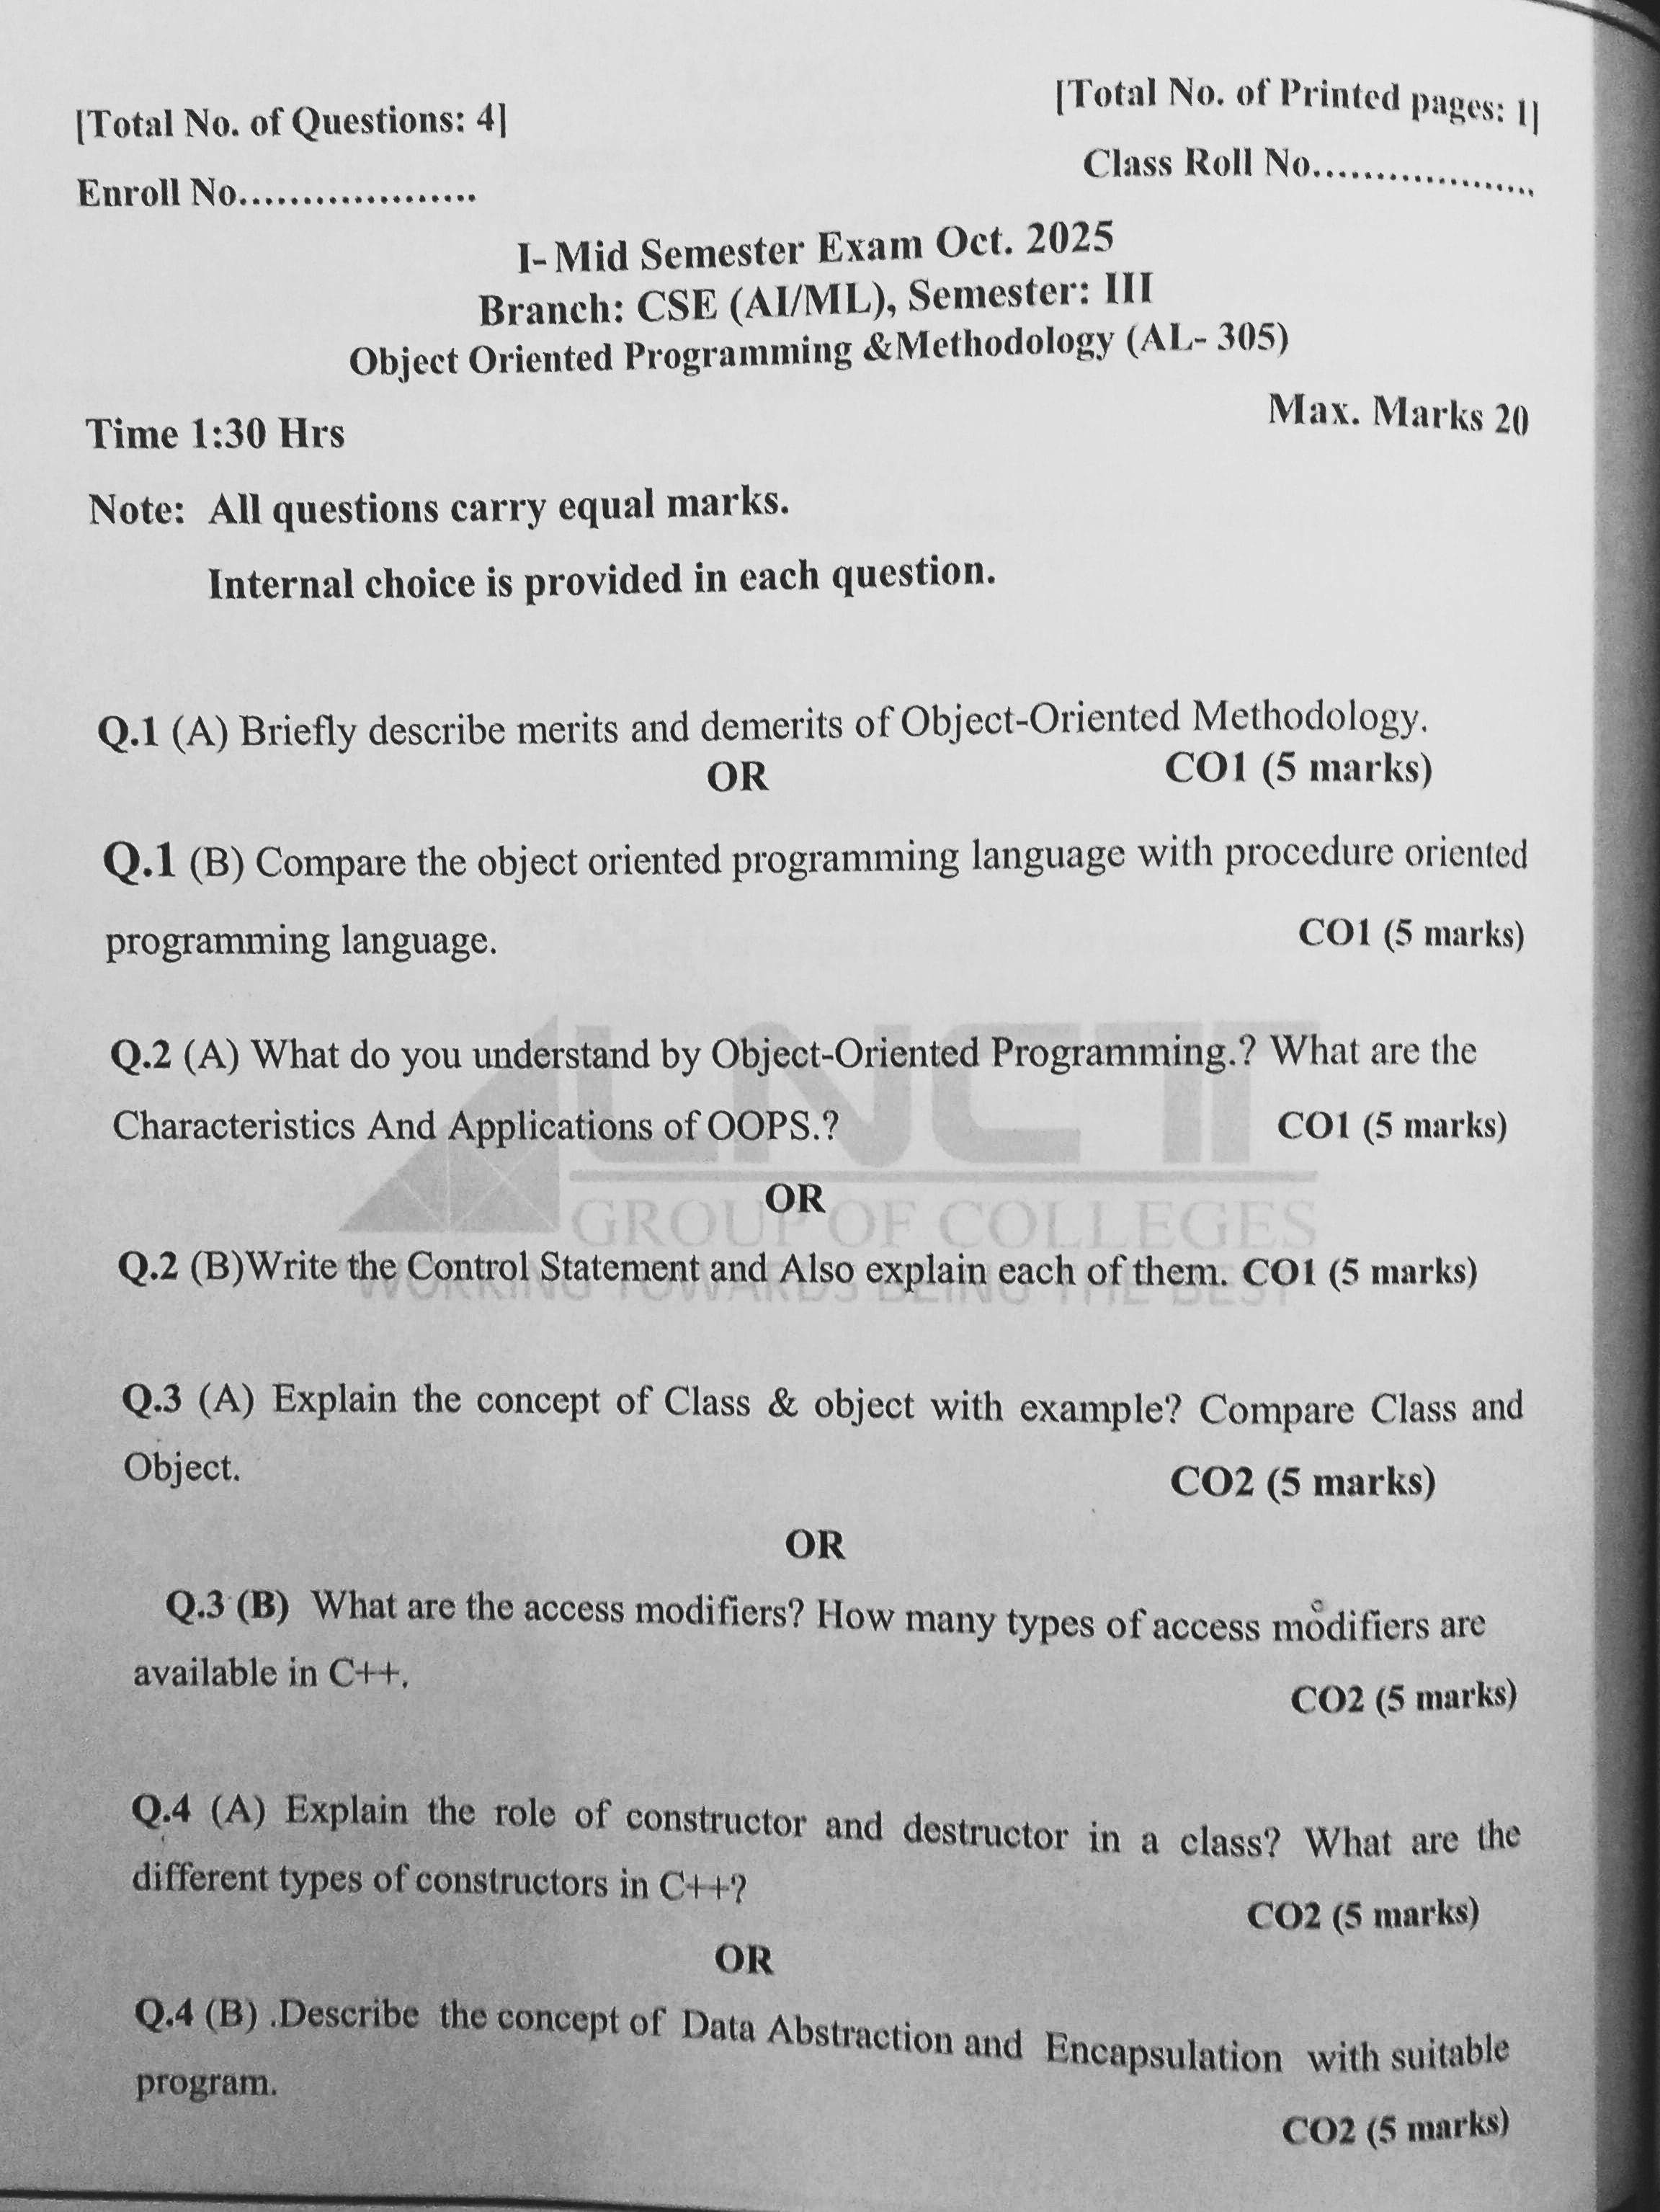 [Total No. of Questions: 4]
[Total No. of Printed pages: 1]
Enroll No...................
Class Roll No...................
I- Mid Semester Exam Oct. 2025
Branch: CSE (AI/ML), Semester: III
Object Oriented Programming &Methodology (AL- 305)
Time 1:30 Hrs
Max. Marks 20
Note: All questions carry equal marks.
Internal choice is provided in each question.
Q.1 (A) Briefly describe merits and demerits of Object-Oriented Methodology.
OR CO1 (5 marks)
Q.1 (B) Compare the object oriented programming language with procedure oriented
programming language. CO1 (5 marks)
LNCT
Q.2 (A) What do you understand by Object-Oriented Programming.? What are the
Characteristics And Applications of OOPS.? CO1 (5 marks)
OR
GROUP OF COLLEGES
Q.2 (B)Write the Control Statement and Also explain each of them. CO1 (5 marks)
WORKING TOWARDS BEING THE BEST
Q.3 (A) Explain the concept of Class & object with example? Compare Class and
Object. CO2 (5 marks)
OR
Q.3 (B) What are the access modifiers? How many types of access modifiers are
available in C++. CO2 (5 marks)
Q.4 (A) Explain the role of constructor and destructor in a class? What are the
different types of constructors in C++?
CO2 (5 marks)
OR
Q.4 (B) .Describe the concept of Data Abstraction and Encapsulation with suitable
program.
CO2 (5 marks)